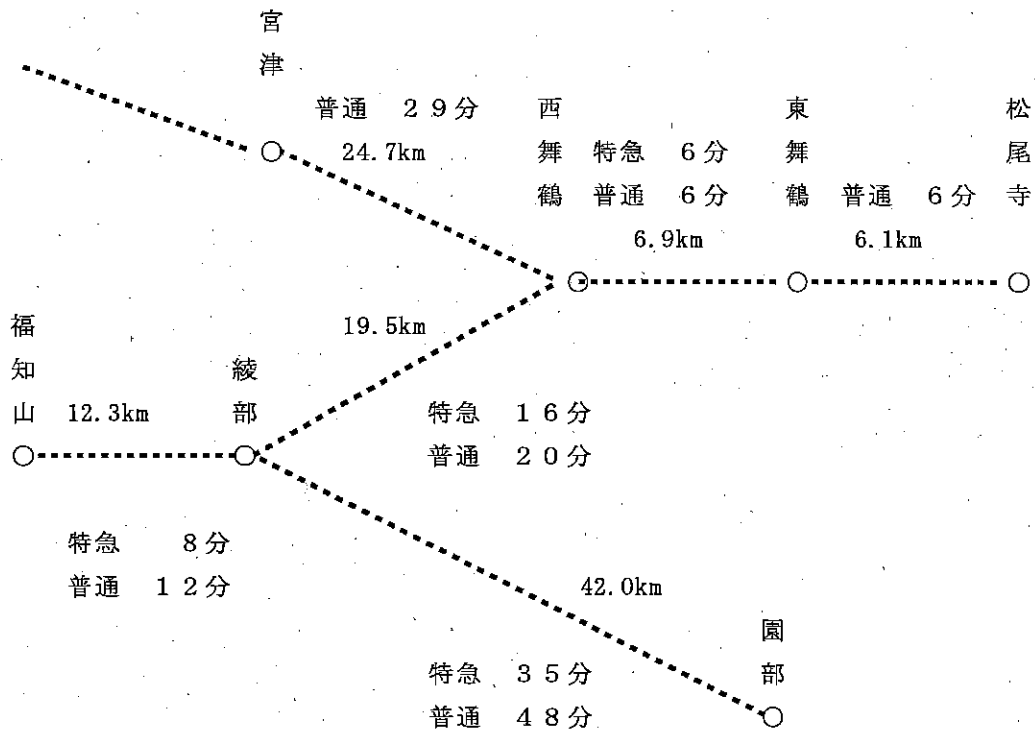 宮津
普通 29分
24.7km
西舞鶴
特急 6分
普通 6分
6.9km
東舞鶴
普通 6分
6.1km
松尾寺
19.5km
特急 16分
普通 20分
福知山
12.3km
綾部
特急 8分
普通 12分
42.0km
特急 35分
普通 48分
園部